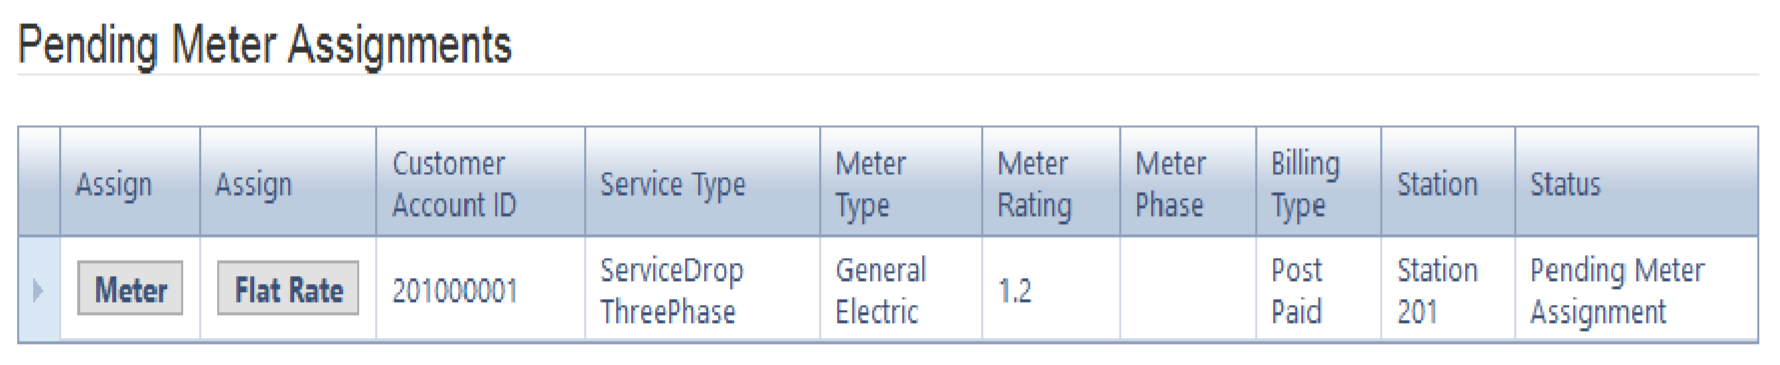 Pending Meter Assignments
Assign Assign Customer Account ID Service Type Meter Type Meter Rating Meter Phase Billing Type Station Status
Meter Flat Rate 201000001 ServiceDrop ThreePhase General Electric 1.2 Post Paid Station 201 Pending Meter Assignment